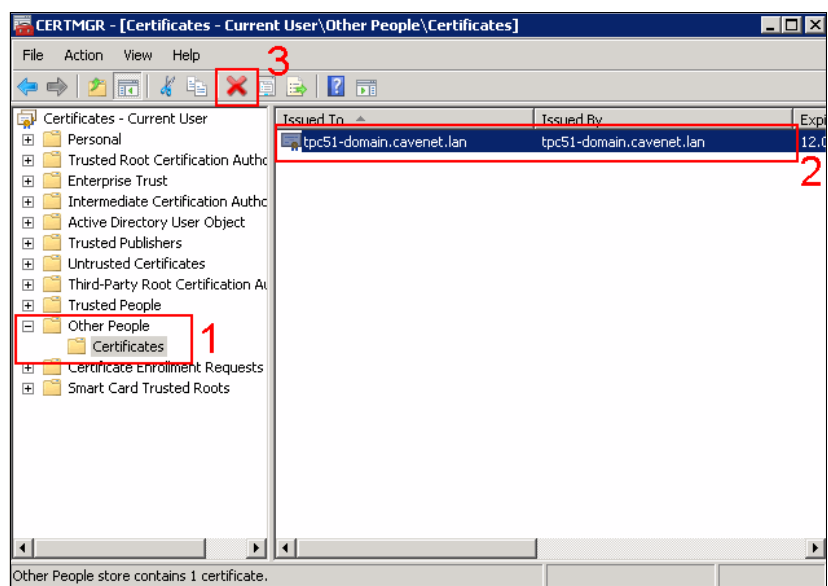 CERTMGR - [Certificates - Current User\Other People\Certificates]
File Action View Help
3
Certificates - Current User
Personal
Trusted Root Certification Autho
Enterprise Trust
Intermediate Certification Autho
Active Directory User Object
Trusted Publishers
Untrusted Certificates
Third-Party Root Certification Au
Trusted People
Other People
Certificates
1
Certificate Enrollment Requests
Smart Card Trusted Roots
Issued To Issued By Expi
tpc51-domain.cavenet.lan tpc51-domain.cavenet.lan 12.0
2
Other People store contains 1 certificate.